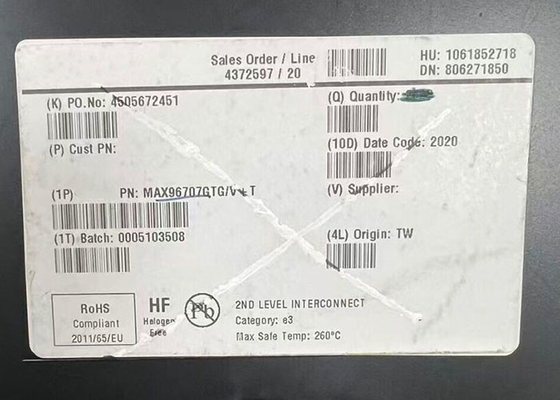 Sales Order / Line
4372597 / 20
HU: 1061852718
DN: 806271850
(K) PO.No: 4505672451
(Q) Quantity:
(P) Cust PN:
(10D) Date Code: 2020
(1P) PN: MAX96707GTG/V+T
(V) Supplier:
(1T) Batch: 0005103508
(4L) Origin: TW
RoHS
Compliant
2011/65/EU
HF
Halogen
Free
Pb
2ND LEVEL INTERCONNECT
Category: e3
Max Safe Temp: 260°C